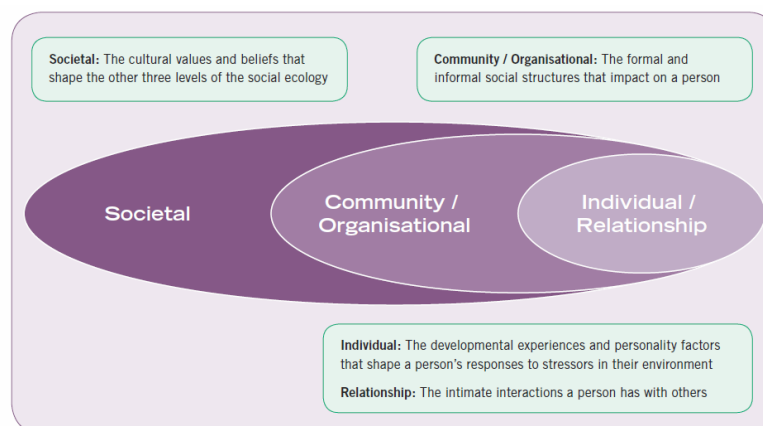 Societal: The cultural values and beliefs that
shape the other three levels of the social ecology
Community / Organisational: The formal and
informal social structures that impact on a person
Societal
Community /
Organisational
Individual /
Relationship
Individual: The developmental experiences and personality factors
that shape a person's responses to stressors in their environment
Relationship: The intimate interactions a person has with others